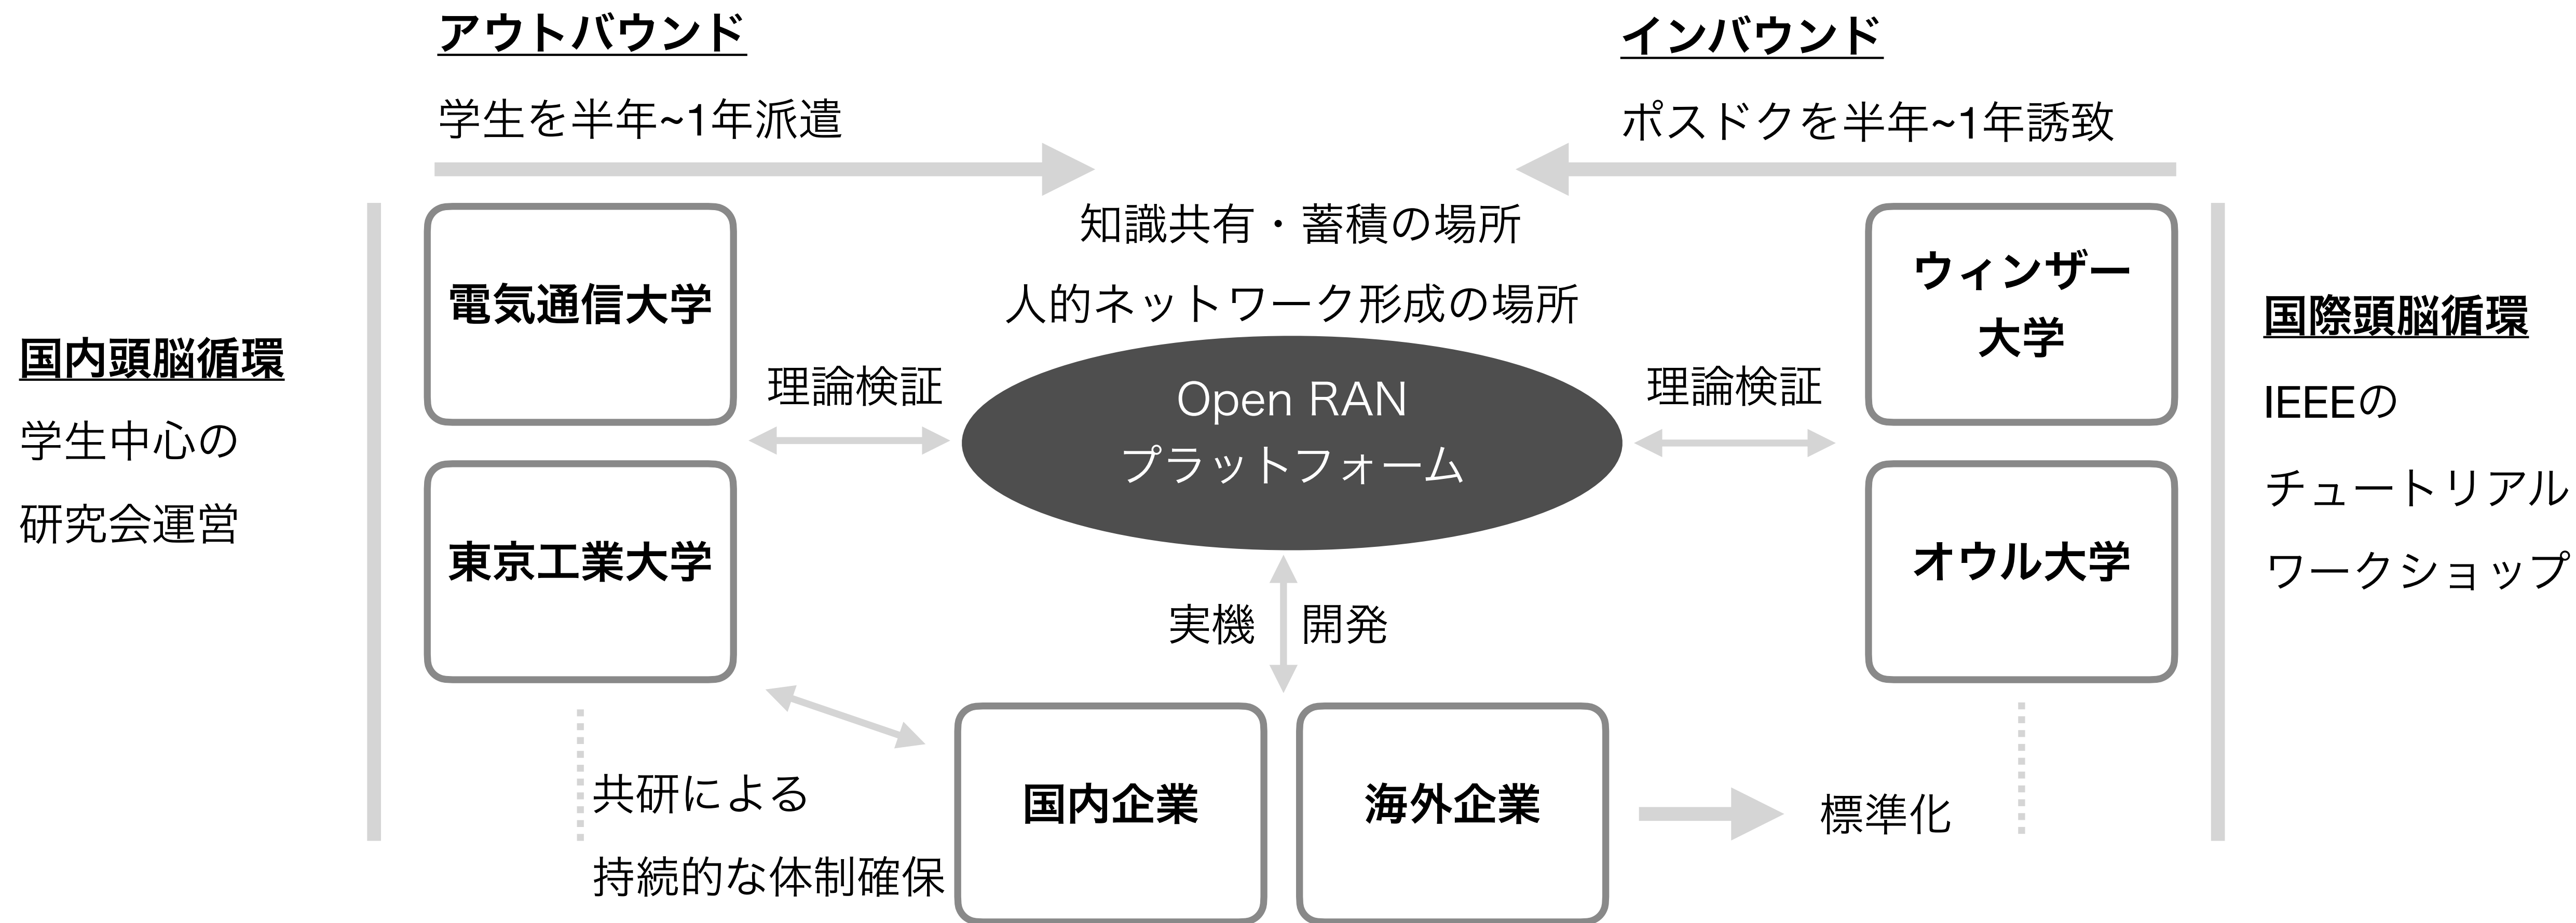 アウトバウンド
学生を半年~1年派遣
インバウンド
ポスドクを半年~1年誘致
知識共有・蓄積の場所
人的ネットワーク形成の場所
国内頭脳循環
学生中心の
研究会運営
電気通信大学
東京工業大学
理論検証
Open RAN
プラットフォーム
理論検証
ウィンザー
大学
オウル大学
国際頭脳循環
IEEEの
チュートリアル
ワークショップ
実機 開発
共研による
持続的な体制確保
国内企業
海外企業
標準化